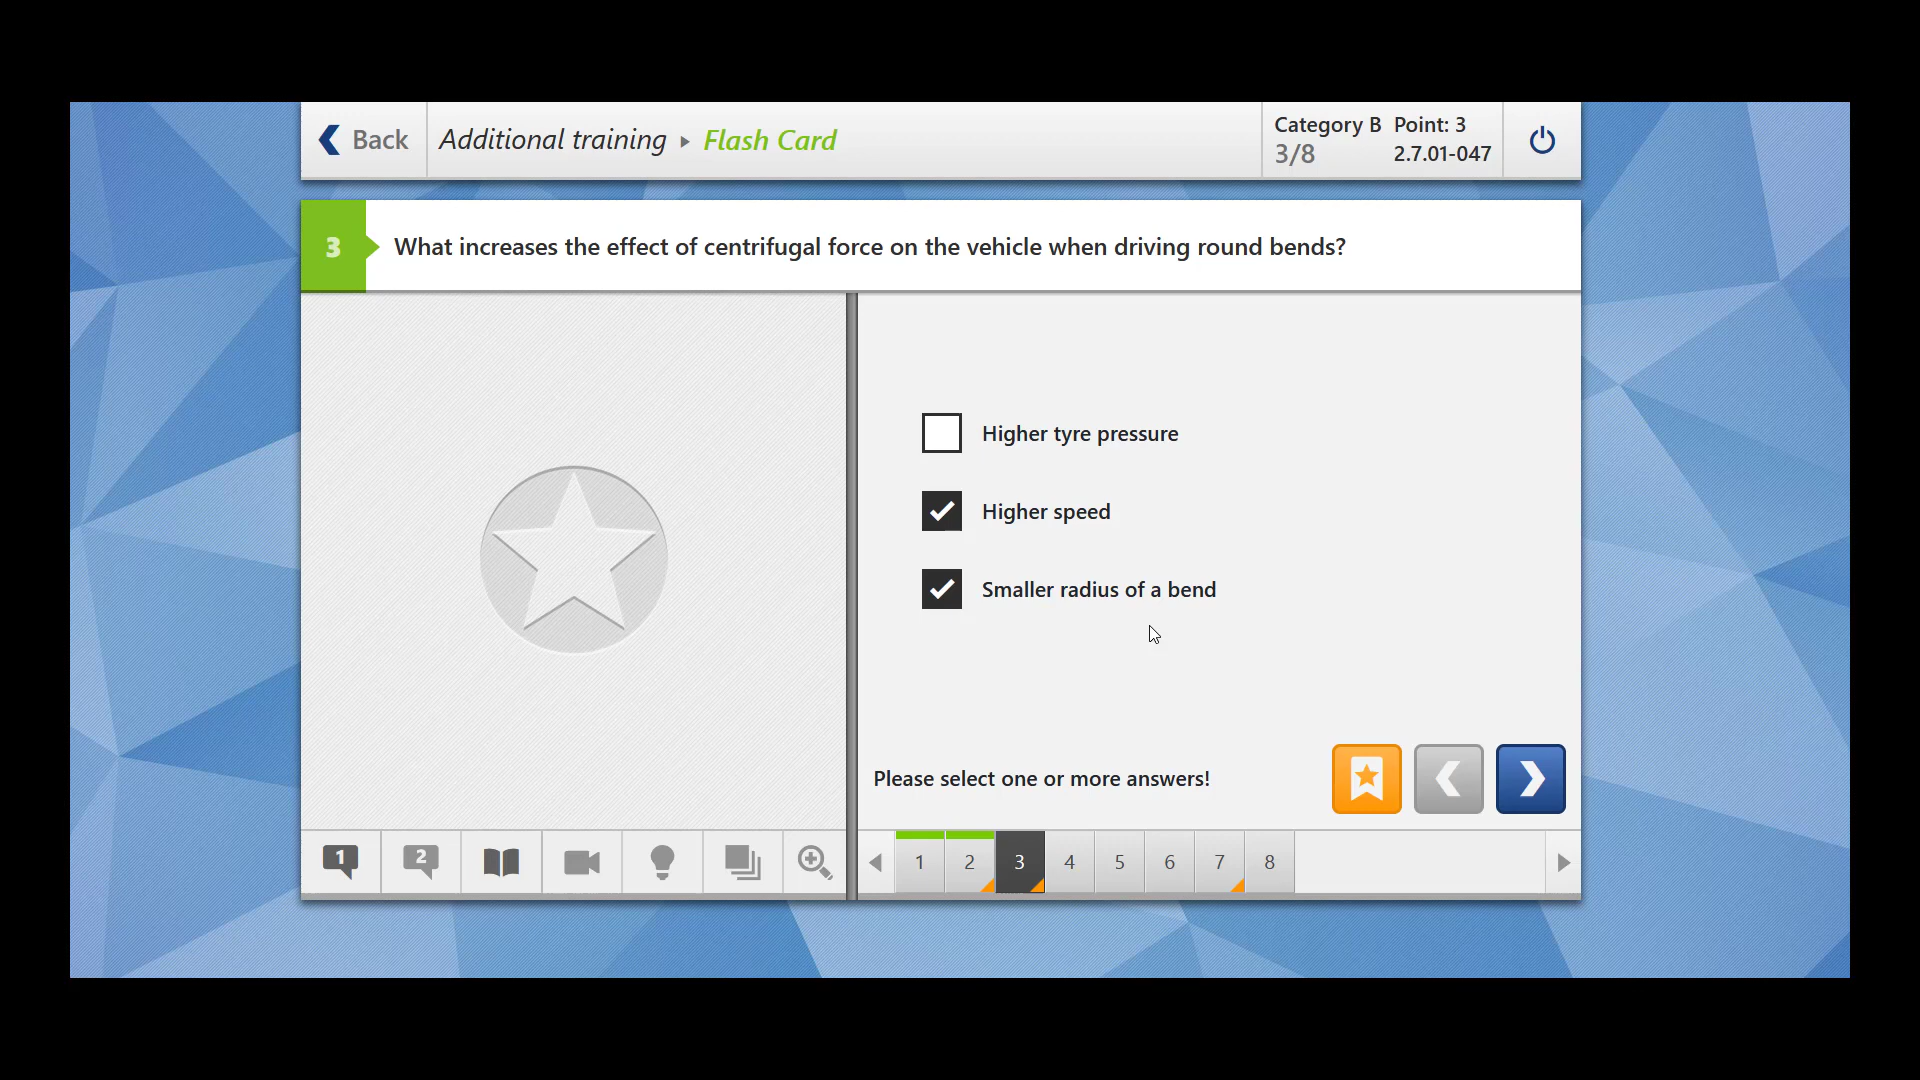 Back
Additional training ▸ Flash Card
Category B Point: 3
3/8 2.7.01-047
3
What increases the effect of centrifugal force on the vehicle when driving round bends?
Higher tyre pressure
Higher speed
Smaller radius of a bend
Please select one or more answers!
1 2
1 2 3 4 5 6 7 8